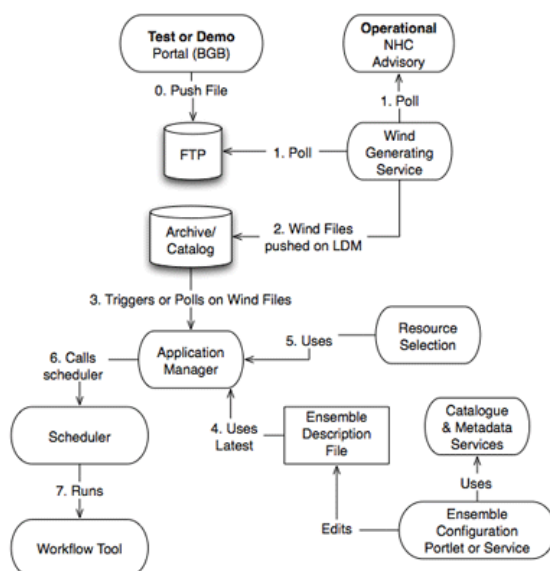 Test or Demo
Portal (BGB)
Operational
NHC
Advisory
0. Push File
1. Poll
FTP
1. Poll
Wind
Generating
Service
Archive/
Catalog
2. Wind Files
pushed on LDM
3. Triggers or Polls on Wind Files
6. Calls
scheduler
Application
Manager
5. Uses
Resource
Selection
Scheduler
4. Uses
Latest
Ensemble
Description
File
Catalogue
& Metadata
Services
7. Runs
Uses
Workflow Tool
Edits
Ensemble
Configuration
Portlet or Service